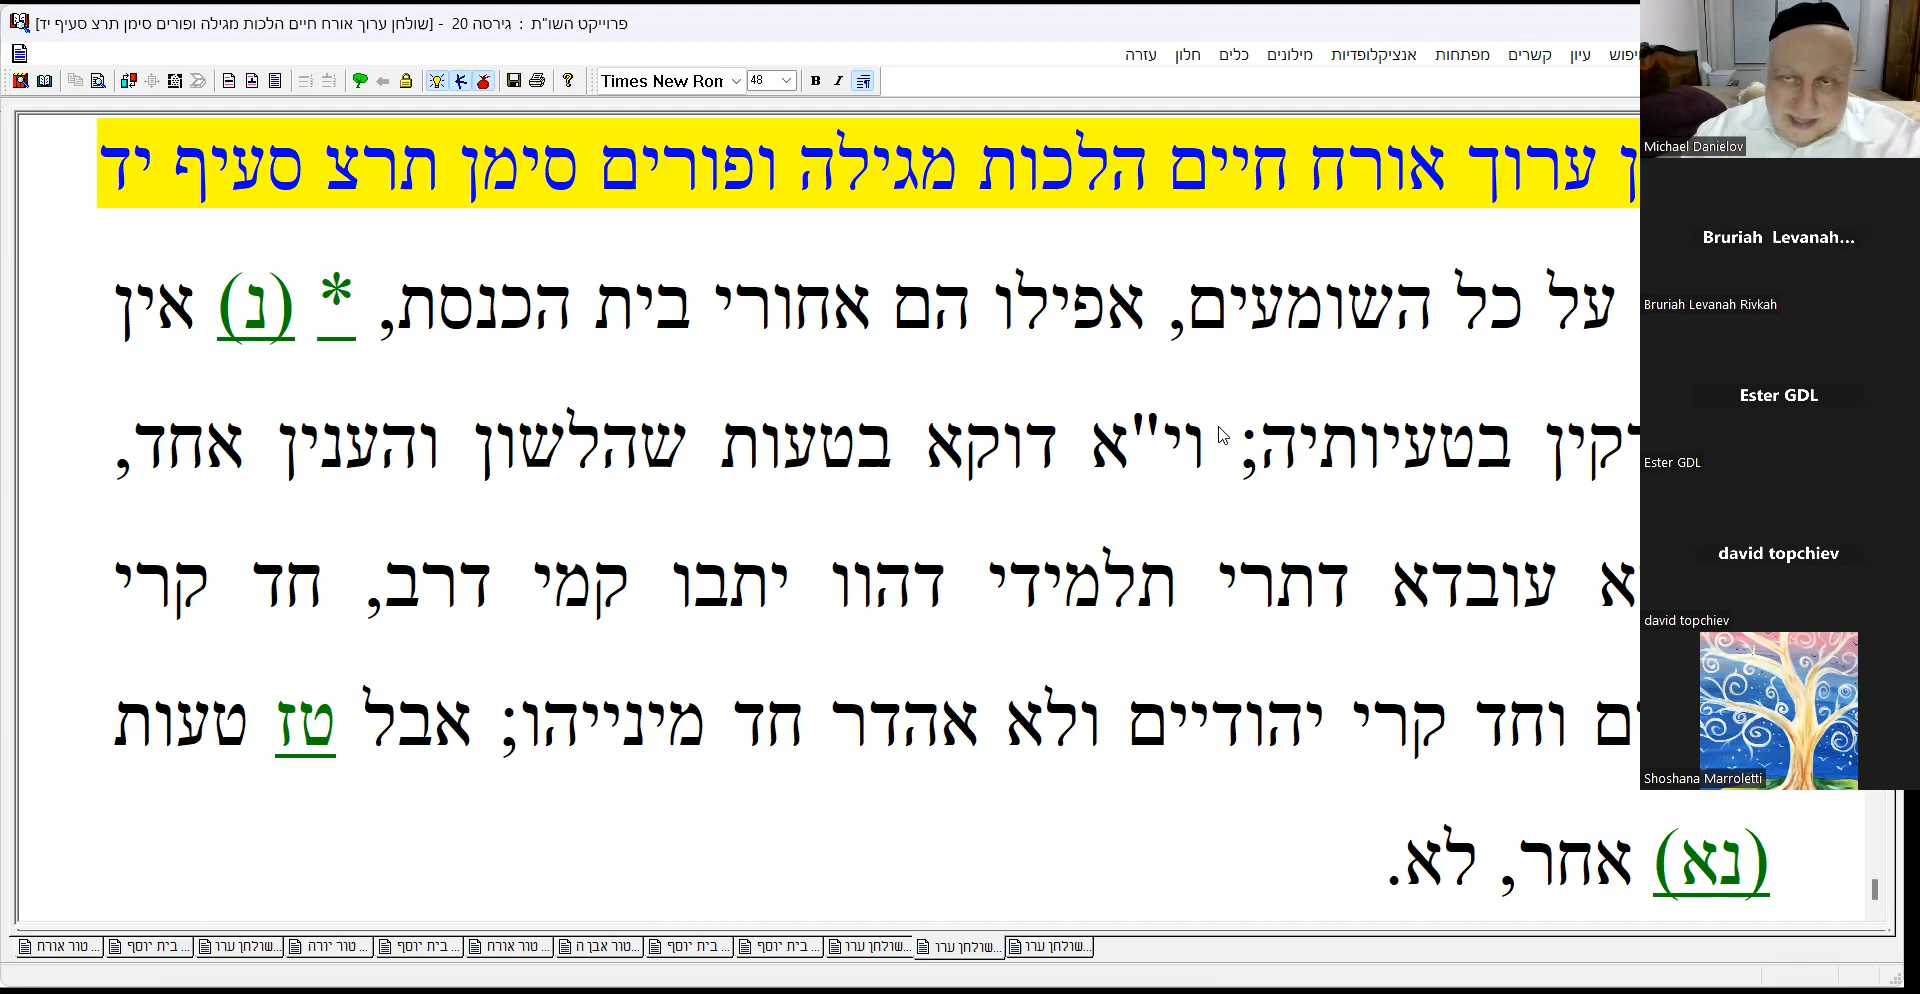 פרוייקט השו"ת : גירסה 20 - [שולחן ערוך אורח חיים הלכות מגילה ופורים סימן תרצ סעיף יד]
עיון קשרים מפתחות אנציקלופדיות מילונים כלים חלון עזרה
Times New Ron 48 B I
ערוך אורח חיים הלכות מגילה ופורים סימן תרצ סעיף יד
על כל השומעים, אפילו הם אחורי בית הכנסת, * (נ) אין
בטעיותיה; וי"א דוקא בטעות שהלשון והענין אחד,
עובדא דתרי תלמידי דהוו יתבו קמי דרב, חד קרי
וחד קרי יהודיים ולא אהדר חד מינייהו; אבל טז טעות
(נא) אחר, לא.
Michael Danielov
Bruriah Levanah...
Bruriah Levanah Rivkah
Ester GDL
Ester GDL
david topchiev
david topchiev
Shoshana Marroletti
שולחן ערו... שולחן ערו... שולחן ערו... בית יוסף ... בית יוסף ... טור אבן ה... טור אורח ... בית יוסף ... טור יורה ... שולחן ערו... בית יוסף ... טור אורח ...